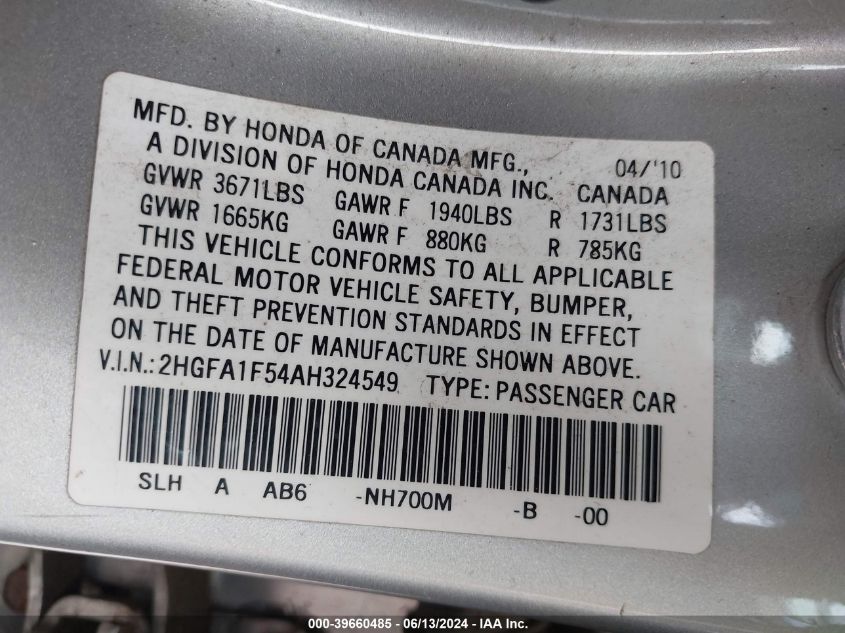 MFD. BY HONDA OF CANADA MFG., 04/'10
A DIVISION OF HONDA CANADA INC. CANADA
GVWR 3671LBS GAWR F 1940LBS R 1731LBS
GVWR 1665KG GAWR F 880KG R 785KG
THIS VEHICLE CONFORMS TO ALL APPLICABLE
FEDERAL MOTOR VEHICLE SAFETY, BUMPER,
AND THEFT PREVENTION STANDARDS IN EFFECT
ON THE DATE OF MANUFACTURE SHOWN ABOVE.
V.I.N.: 2HGFA1F54AH324549 TYPE: PASSENGER CAR
SLH A AB6 -NH700M -B -00
000-39660485 - 06/13/2024 - IAA Inc.